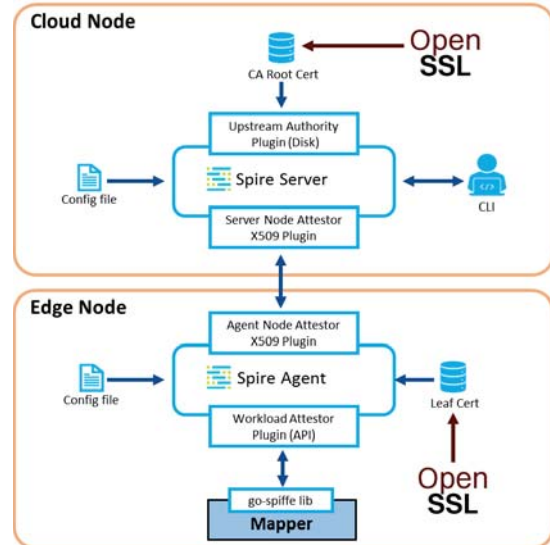 Cloud Node
Open
SSL
CA Root Cert
Upstream Authority
Plugin (Disk)
Spire Server
Config file
CLI
Server Node Attestor
X509 Plugin
Edge Node
Agent Node Attestor
X509 Plugin
Spire Agent
Config file
Leaf Cert
Workload Attestor
Plugin (API)
Open
SSL
go-spiffe lib
Mapper